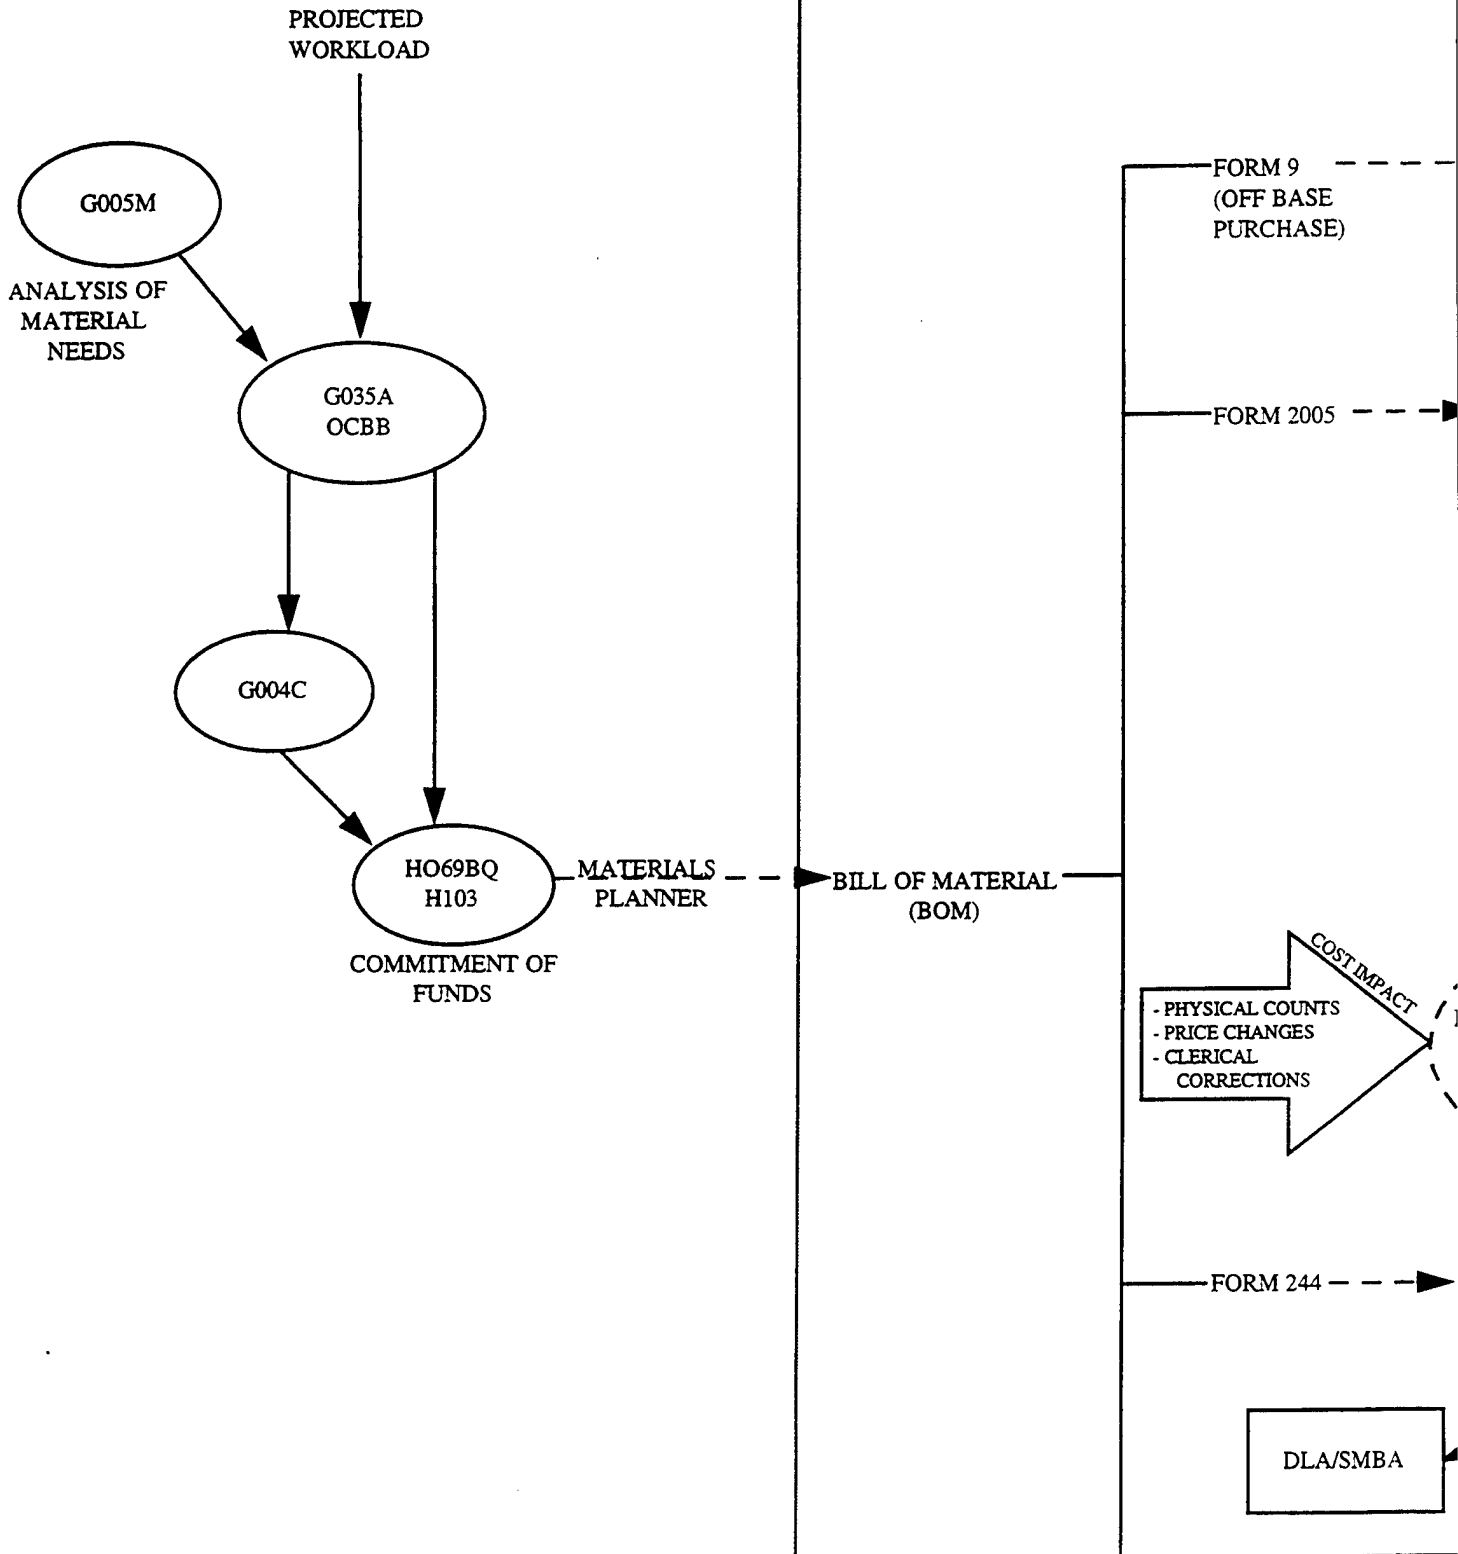 PROJECTED
WORKLOAD
G005M
ANALYSIS OF
MATERIAL
NEEDS
G035A
OCBB
G004C
HO69BQ
H103
COMMITMENT OF
FUNDS
MATERIALS
PLANNER
BILL OF MATERIAL
(BOM)
FORM 9
(OFF BASE
PURCHASE)
FORM 2005
COST IMPACT
- PHYSICAL COUNTS
- PRICE CHANGES
- CLERICAL
CORRECTIONS
FORM 244
DLA/SMBA